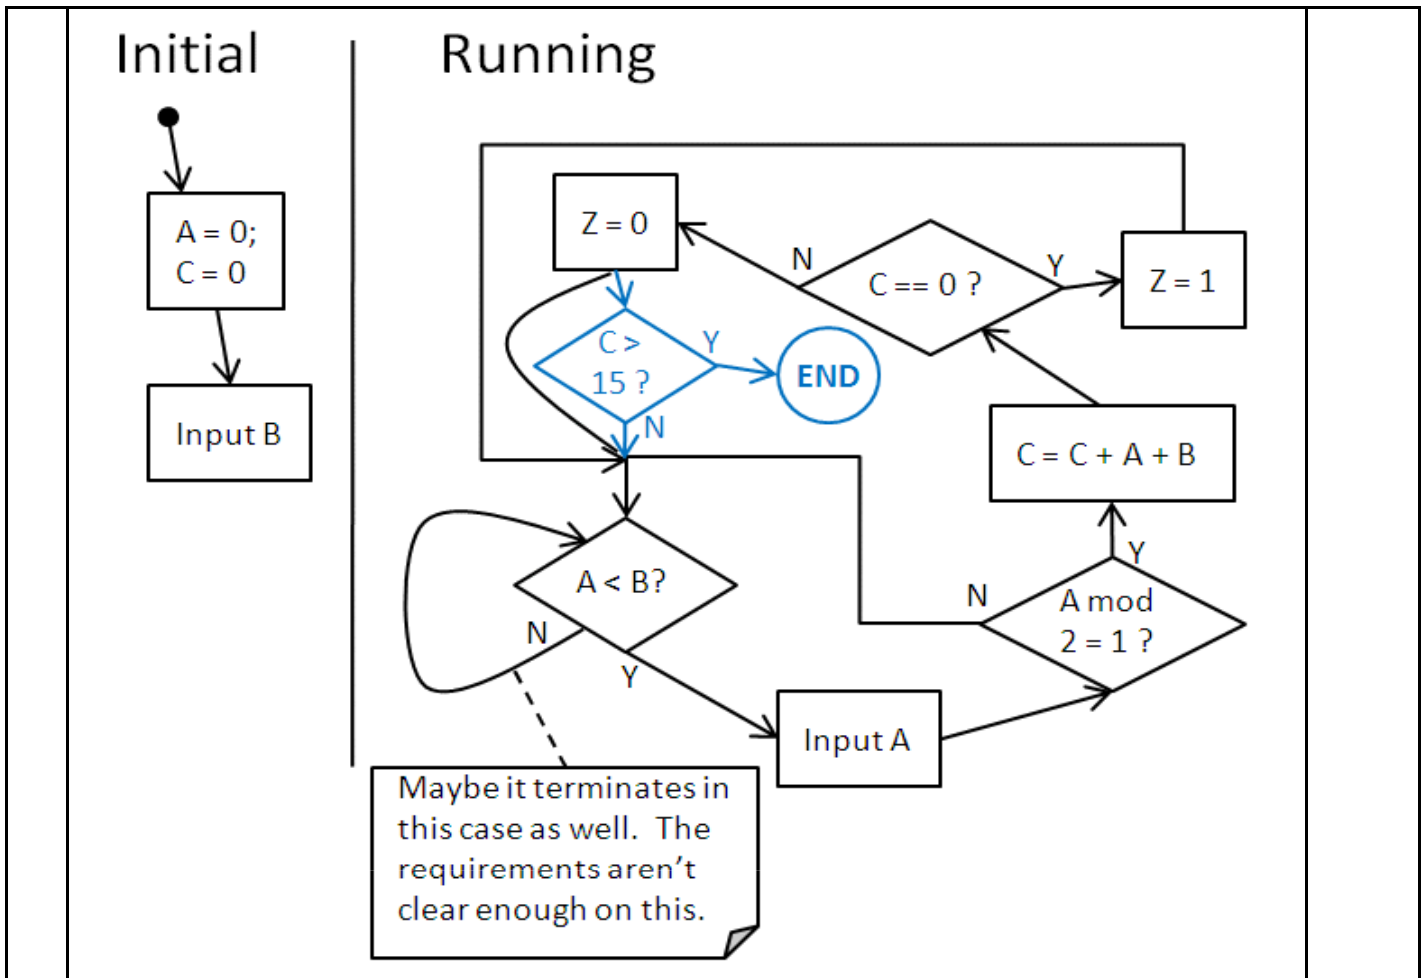 Initial
Running
A = 0;
C = 0
Input B
Z = 0
C == 0 ?
N
Y
Z = 1
C >
15 ?
Y
N
END
C = C + A + B
A < B?
N
Y
A mod
2 = 1 ?
N
Y
Input A
Maybe it terminates in
this case as well.  The
requirements aren't
clear enough on this.